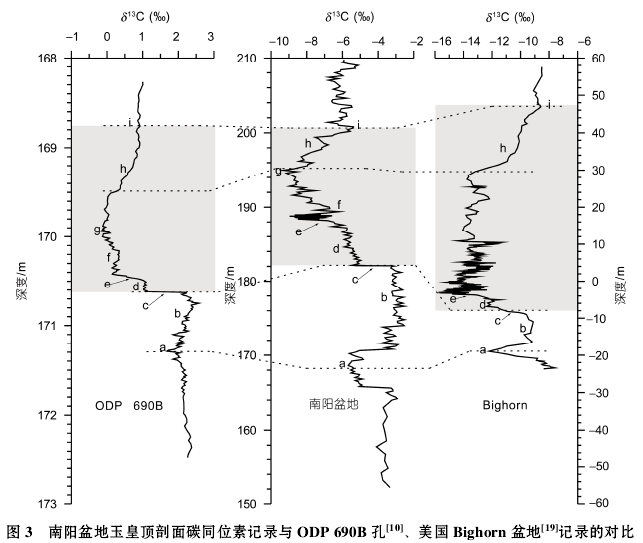 δ¹³C (‰)
δ¹³C (‰)
δ¹³C (‰)
-1 0 1 2 3
-10 -8 -6 -4 -2
-16 -14 -12 -10 -8 -6
168
169
170
171
172
173
深度/m
i
h
g
f
e
d
c
b
a
ODP 690B
210
200
190
180
170
160
150
深度/m
i
h
g
f
e
d
c
b
a
南阳盆地
60
50
40
30
20
10
0
-10
-20
-30
-40
-50
-60
深度/m
i
h
e
d
c
b
a
Bighorn
图 3 南阳盆地玉皇顶剖面碳同位素记录与 ODP 690B 孔[10]、美国 Bighorn 盆地[19]记录的对比